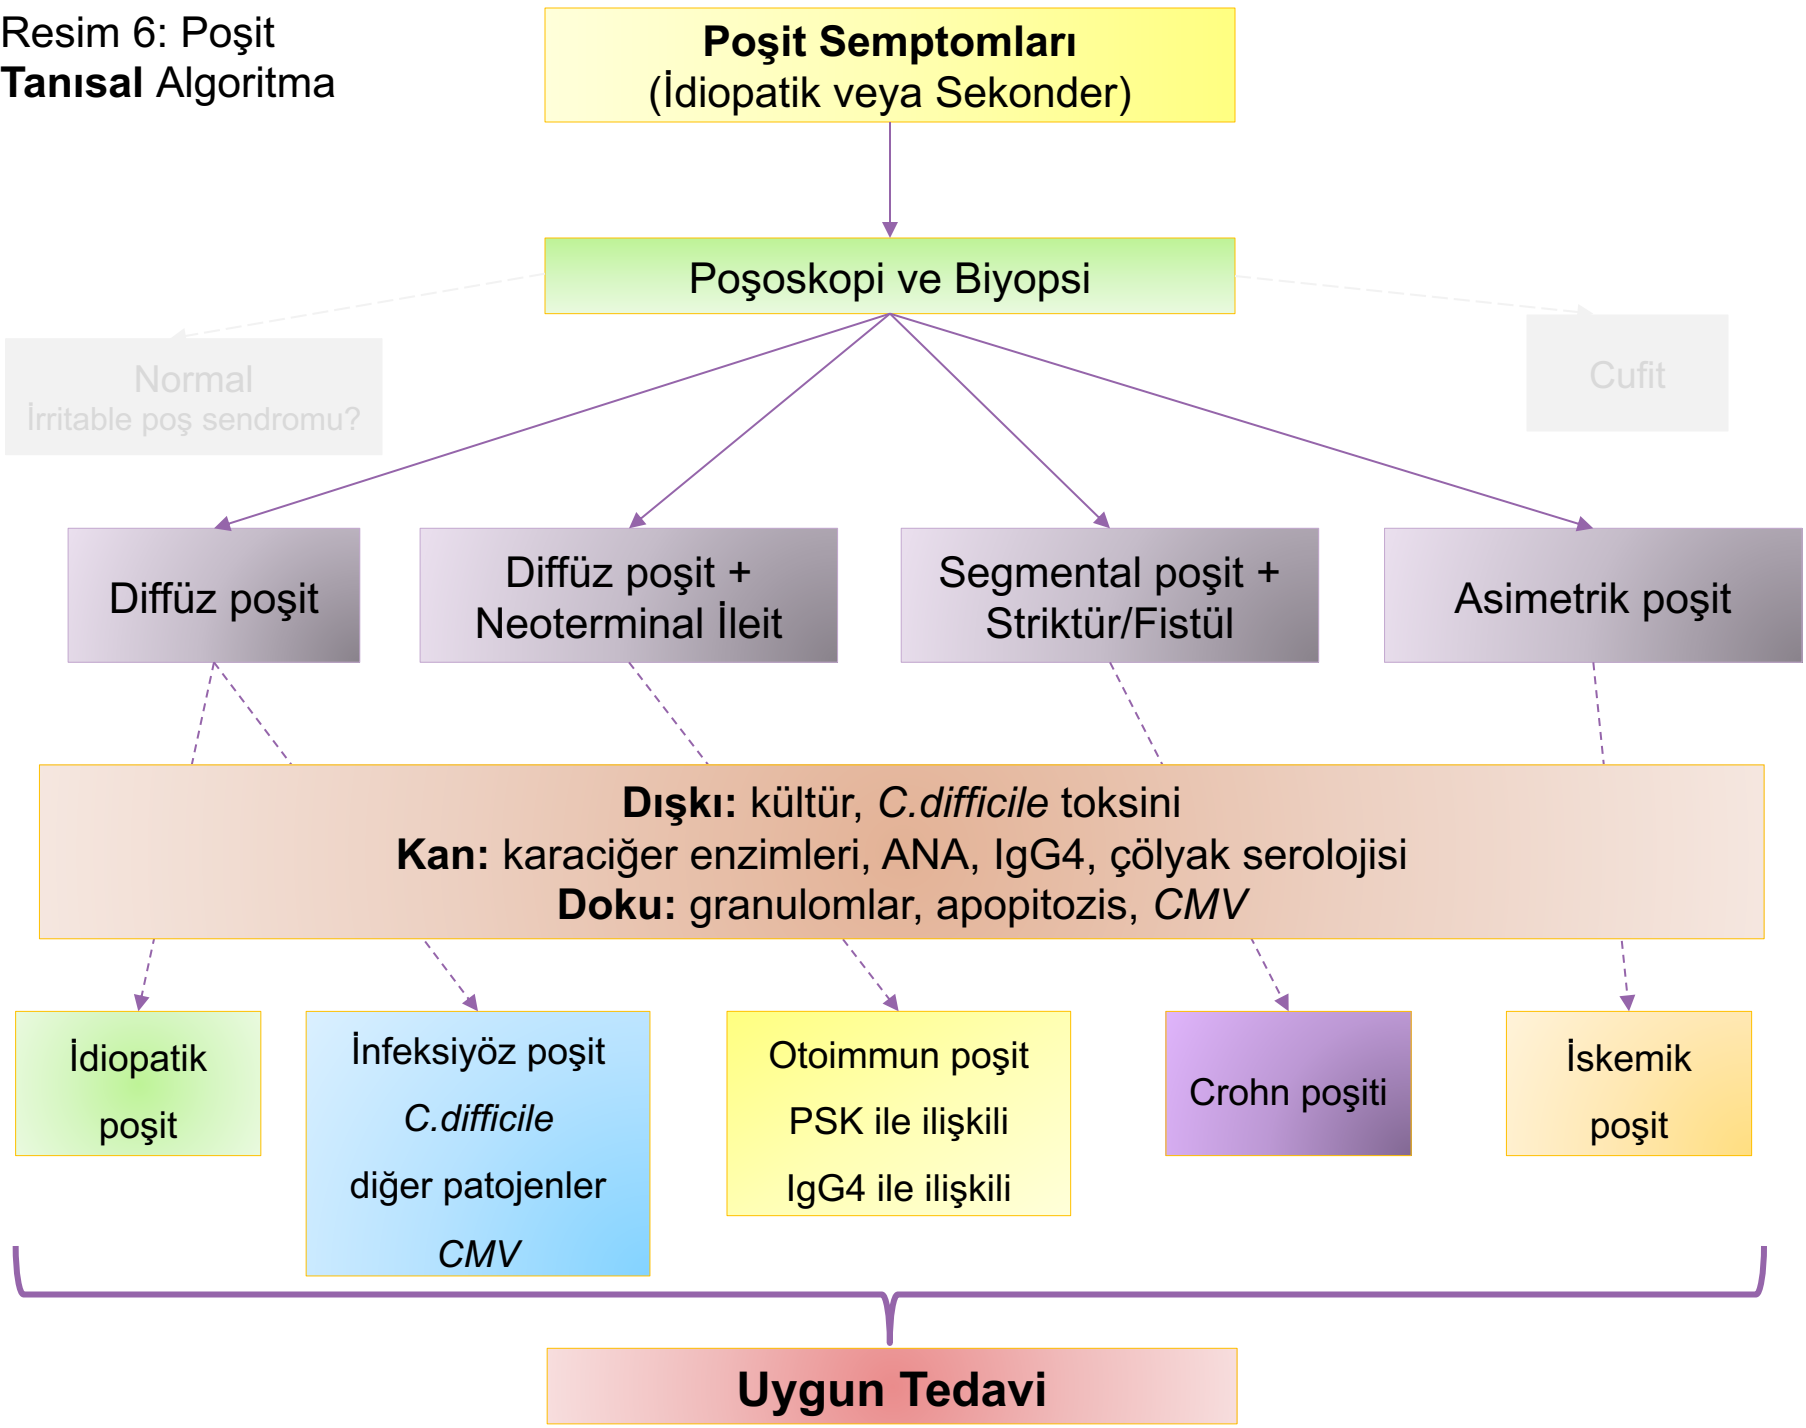 Resim 6: Poşit
Tanısal Algoritma
Poşit Semptomları
(İdiopatik veya Sekonder)
Poşoskopi ve Biyopsi
Normal
İrritable poş sendromu?
Cufit
Diffüz poşit
Diffüz poşit +
Neoterminal İleit
Segmental poşit +
Striktür/Fistül
Asimetrik poşit
Dışkı: kültür, C.difficile toksini
Kan: karaciğer enzimleri, ANA, IgG4, çölyak serolojisi
Doku: granulomlar, apopitozis, CMV
İdiopatik
poşit
İnfeksiyöz poşit
C.difficile
diğer patojenler
CMV
Otoimmun poşit
PSK ile ilişkili
IgG4 ile ilişkili
Crohn poşiti
İskemik
poşit
Uygun Tedavi